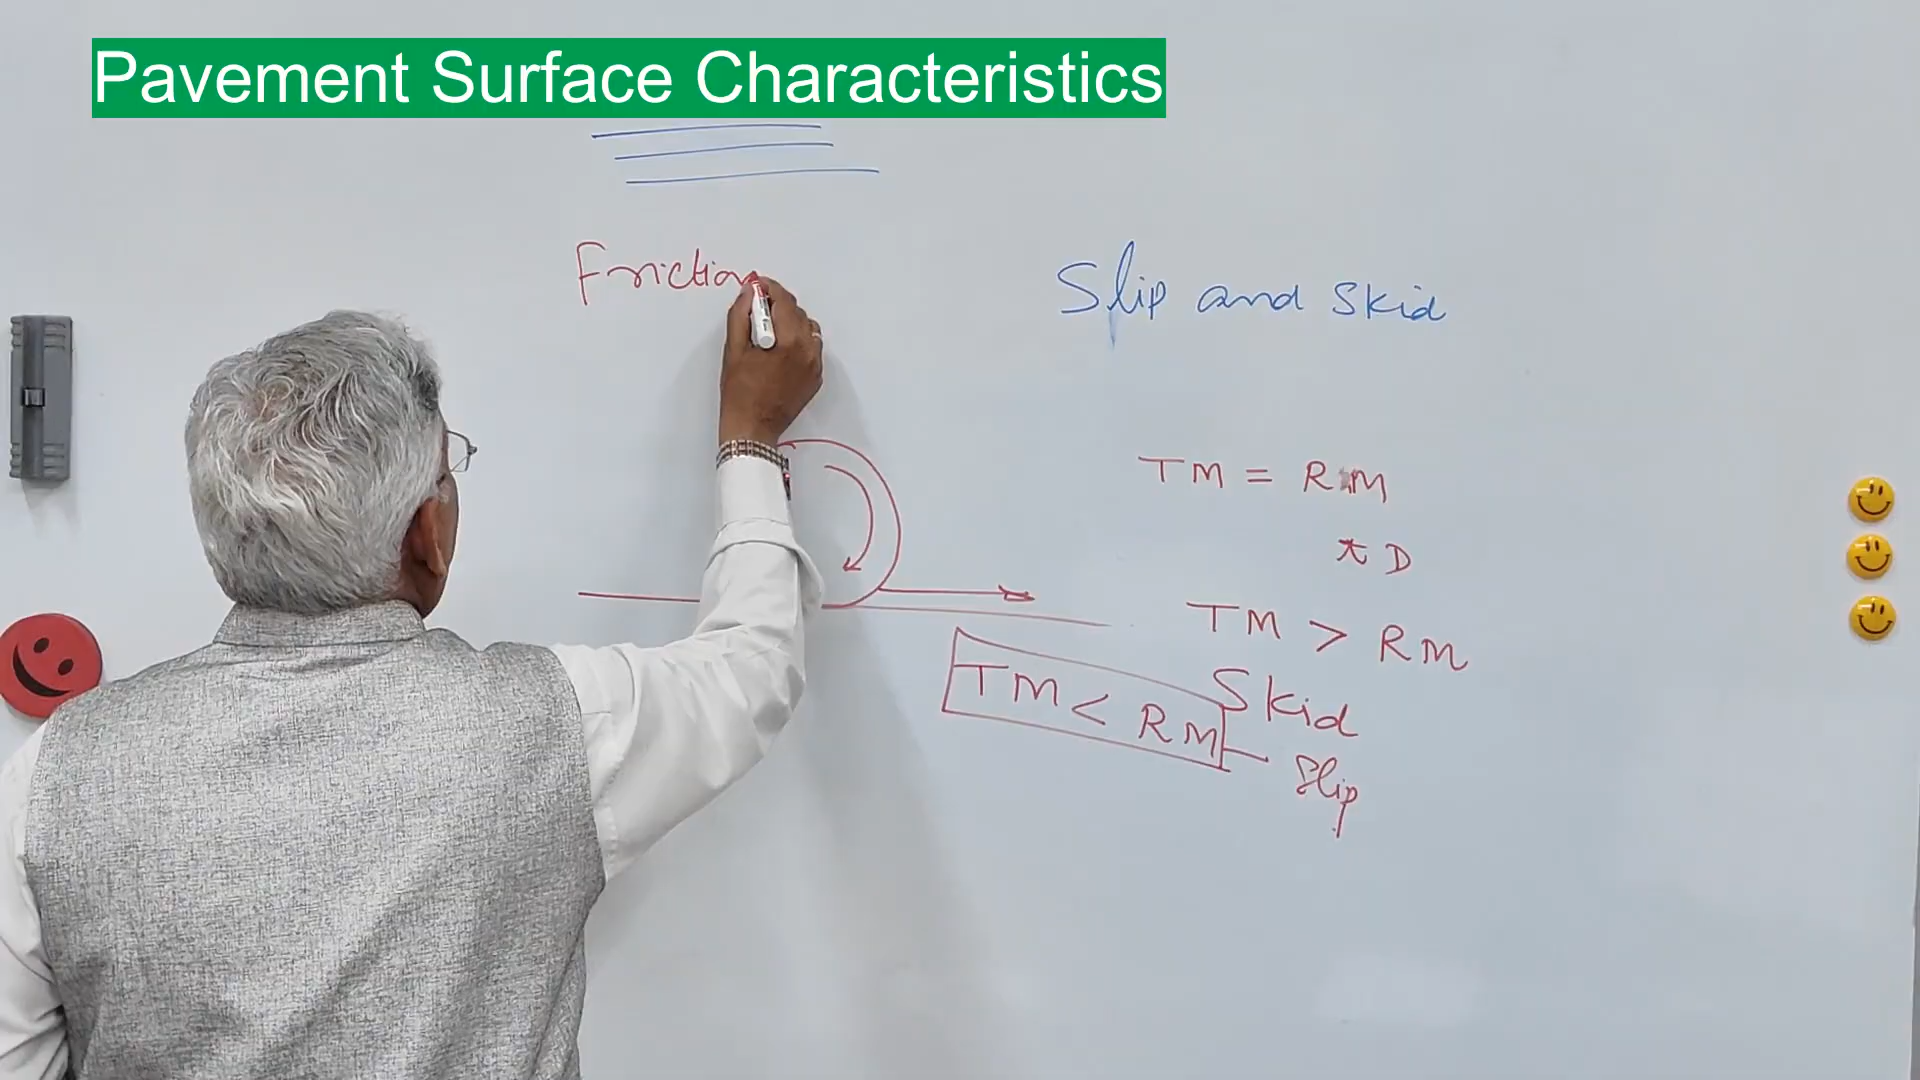 Pavement Surface Characteristics
Friction
Slip and Skid
TM = RM
π D
TM > RM
Skid
TM < RM
Slip